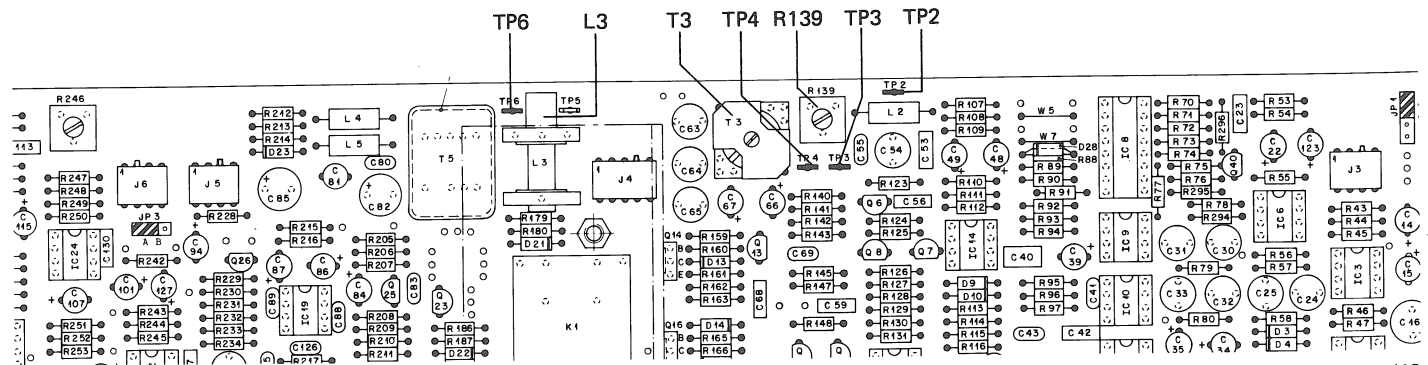 TP6 L3 T3 TP4 R139 TP3 TP2
TP2
R246
TP6
TP5
R139
JP1
R212
R213
R214
D23
L4
L5
C63
T3
L2
R107
R108
R109
W5
W7
D28
R88
IC8
R70
R71
R72
R73
R74
R75
R76
R295
R296
C23
R53
R54
113
C80
T5
L3
J4
C64
TP4
TP3
C55
C54
C53
C49
C48
R89
R90
R91
R92
R93
R94
R77
R78
R294
Q40
C22
C123
R55
J3
R247
R248
R249
R250
J6
J5
C81
C85
C82
C65
C67
C66
R140
R141
R142
R143
R123
Q6
C56
R124
R125
R110
R111
R112
IC6
R43
R44
R45
C14
C115
JP3
A B
R228
R215
R216
R179
R180
D21
Q14
B
C
E
R159
R160
D13
R161
R164
R162
R163
Q13
C69
Q8
Q7
IC14
C40
C39
IC9
C31
C30
IC24
C130
R242
C94
Q26
C87
C86
R205
R206
R207
R145
R147
R126
R127
R128
R129
R130
R131
R79
R56
R57
IC3
C15
C107
C101
C127
R229
R230
R231
R232
R233
R234
C89
IC19
C88
C84
Q25
C83
Q23
K1
C68
C59
D9
D10
R113
R114
R115
R116
R95
R96
R97
C41
IC10
C33
C32
C25
C24
R251
R252
R253
R243
R244
R245
R208
R209
R210
R211
R186
R187
D22
Q16
B
C
D14
R165
R166
R148
C43
C42
R80
R58
D3
D4
R46
R47
C16
C126
R217
Q
Q
C35
C34